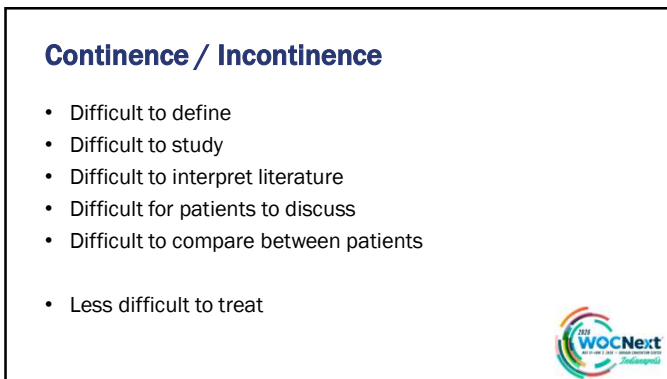 Continence / Incontinence
• Difficult to define
• Difficult to study
• Difficult to interpret literature
• Difficult for patients to discuss
• Difficult to compare between patients
• Less difficult to treat
2020
WOCNext
Indianapolis